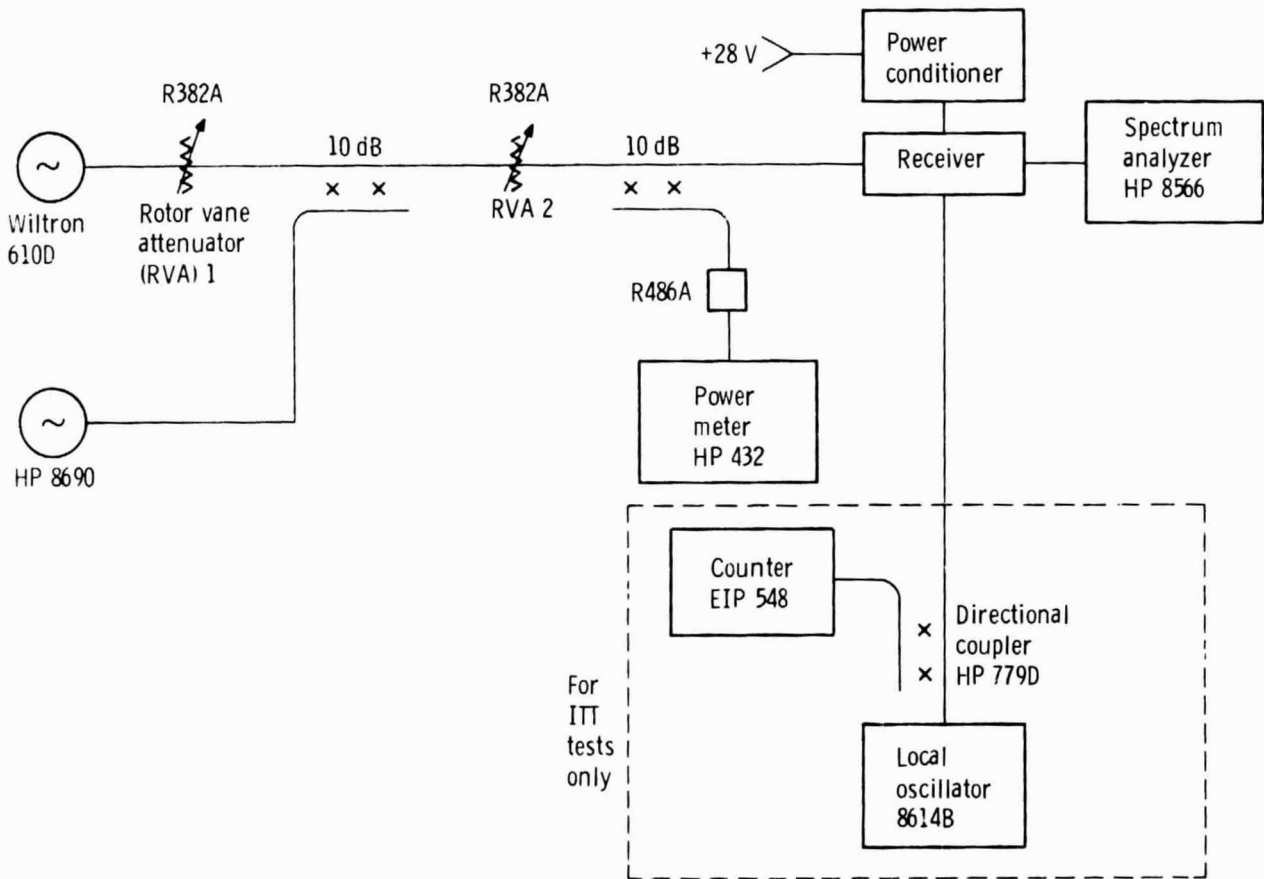 +28 V
Power
conditioner
R382A
R382A
10 dB
10 dB
Receiver
Spectrum
analyzer
HP 8566
~
Wiltron
610D
Rotor vane
attenuator
(RVA) 1
RVA 2
R486A
Power
meter
HP 432
~
HP 8690
Counter
EIP 548
Directional
coupler
HP 779D
For
ITT
tests
only
Local
oscillator
8614B